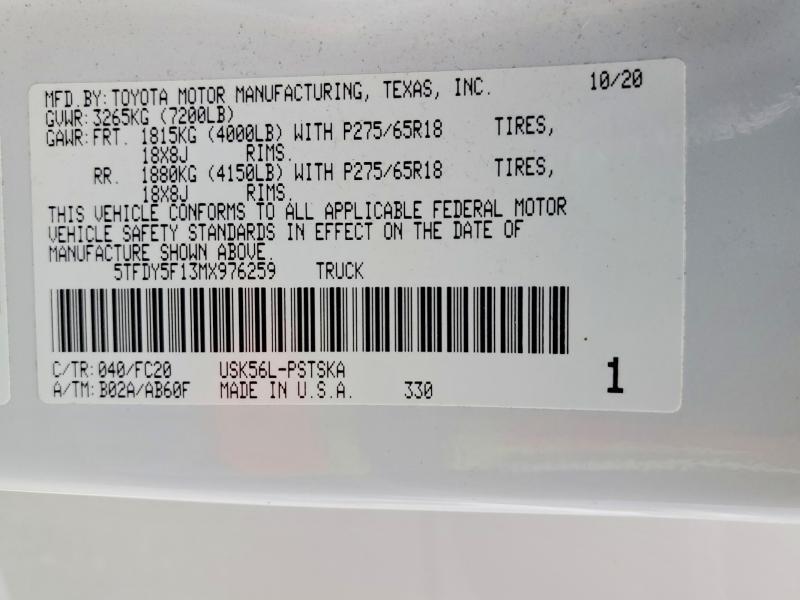 MFD.BY:TOYOTA MOTOR MANUFACTURING, TEXAS, INC. 10/20
GVWR:3265KG (7200LB)
GAWR:FRT. 1815KG (4000LB) WITH P275/65R18 TIRES,
18X8J RIMS.
RR. 1880KG (4150LB) WITH P275/65R18 TIRES,
18X8J RIMS.
THIS VEHICLE CONFORMS TO ALL APPLICABLE FEDERAL MOTOR
VEHICLE SAFETY STANDARDS IN EFFECT ON THE DATE OF
MANUFACTURE SHOWN ABOVE.
5TFDY5F13MX976259 TRUCK
C/TR:040/FC20 USK56L-PSTSKA
A/TM:B02A/AB60F MADE IN U.S.A. 330 1